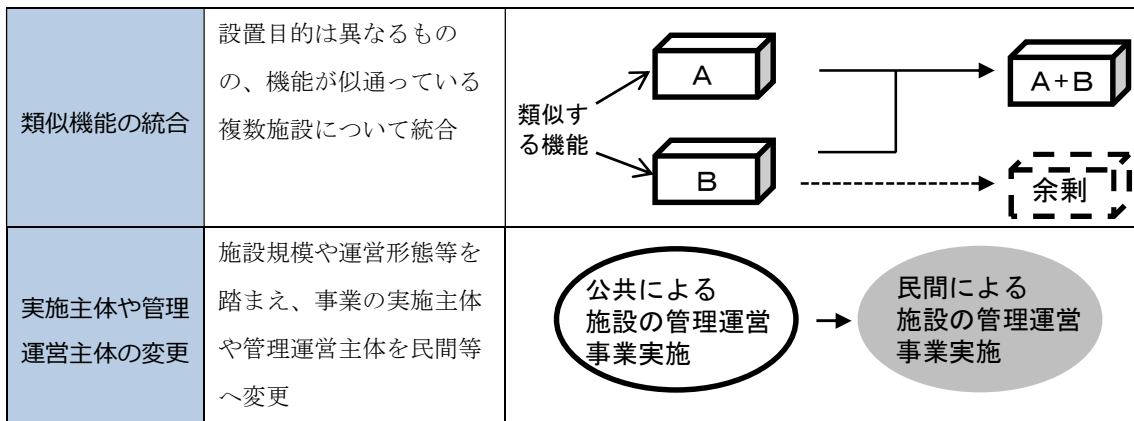 類似機能の統合
設置目的は異なるもの
の、機能が似通っている
複数施設について統合
類似す
る機能
A
B
A+B
余剰
実施主体や管理
運営主体の変更
施設規模や運営形態等を
踏まえ、事業の実施主体
や管理運営主体を民間等
へ変更
公共による
施設の管理運営
事業実施
民間による
施設の管理運営
事業実施